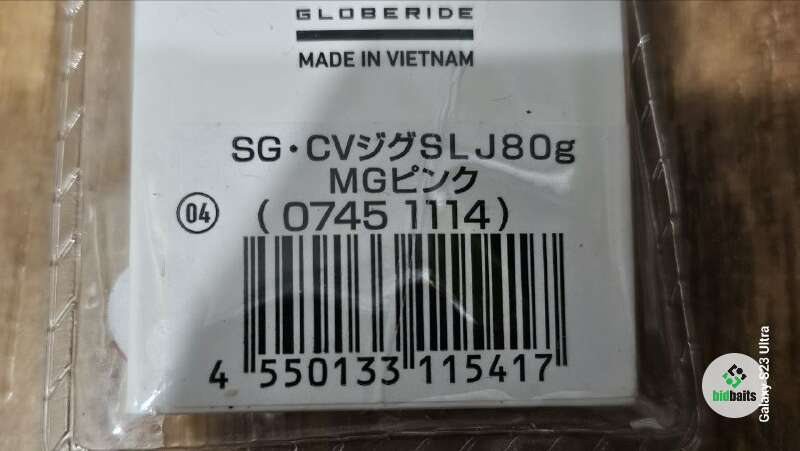 GLOBERIDE
MADE IN VIETNAM
SG・CVジグSLJ80g
MGピンク
04 (0745 1114)
4 550133 115417
bidbaits
Galaxy S23 Ultra